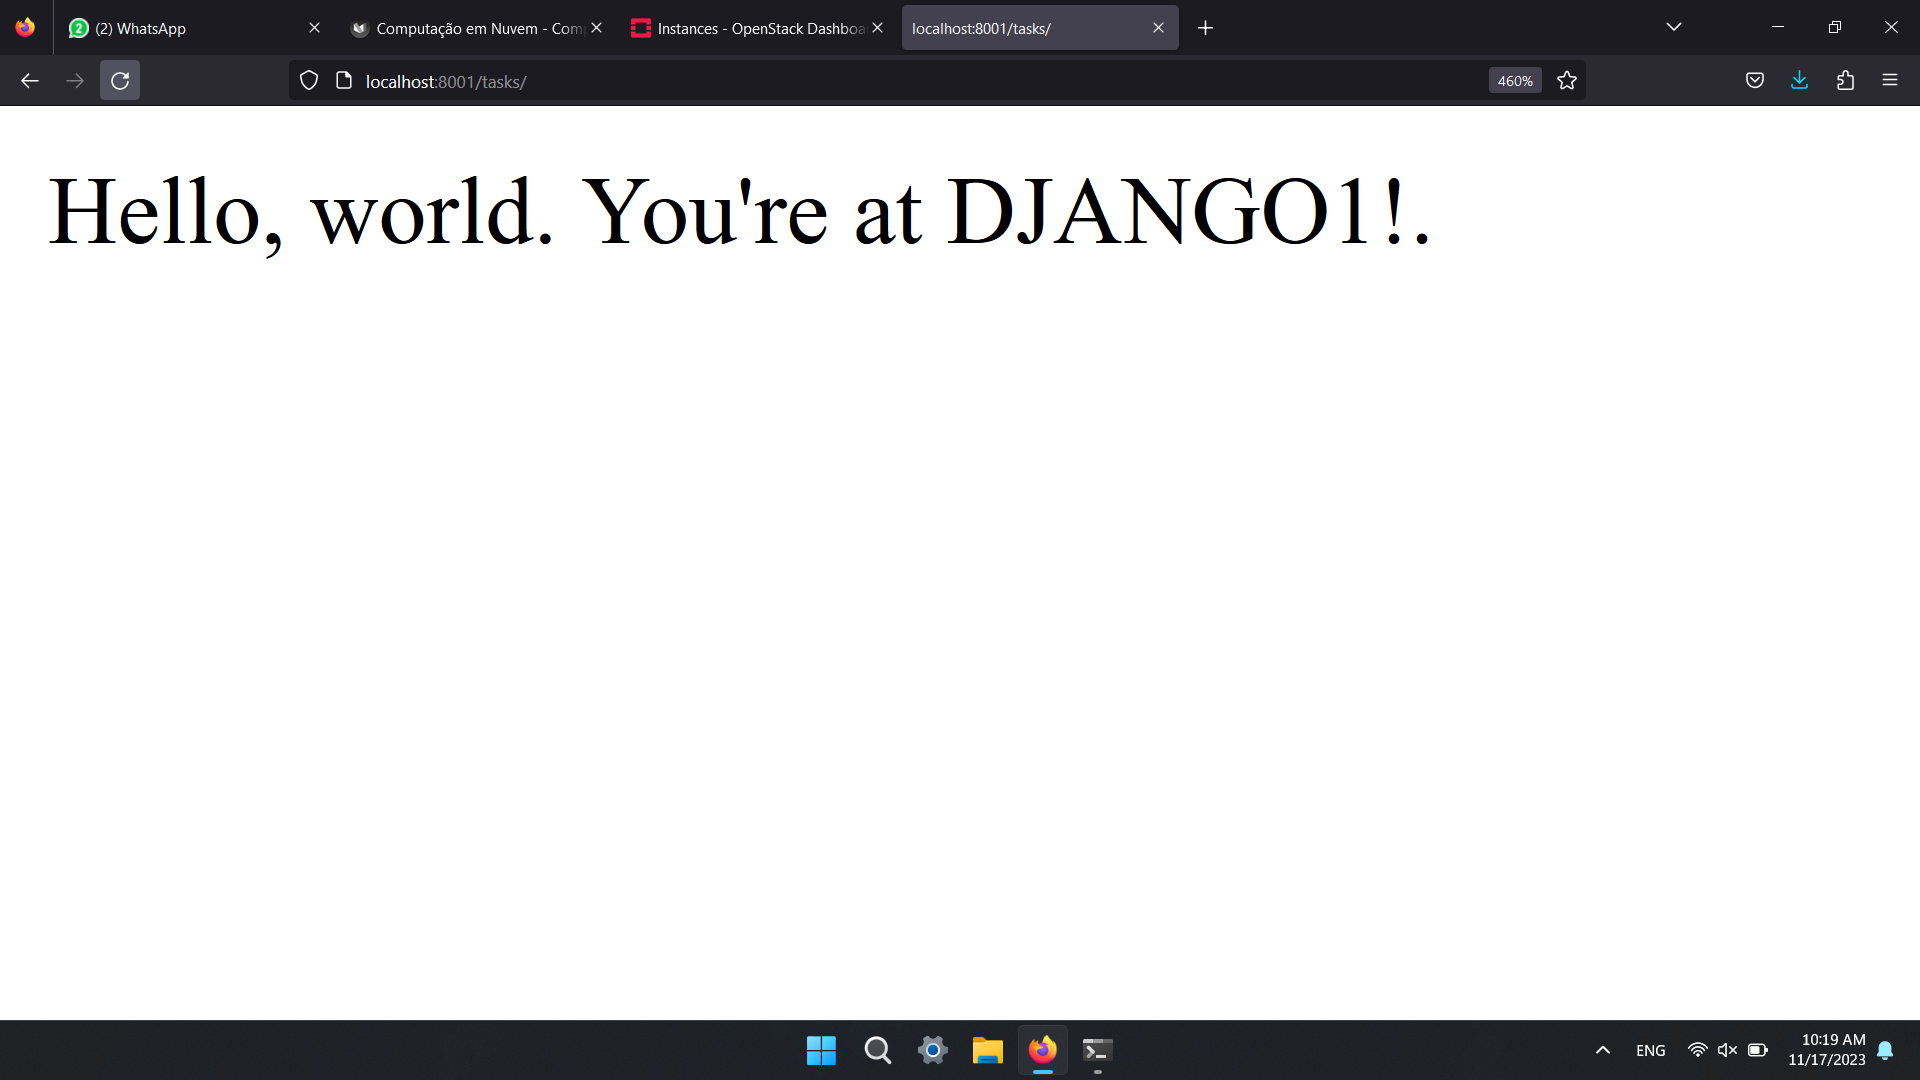 (2) WhatsApp
Computação em Nuvem - Com
Instances - OpenStack Dashboa
localhost:8001/tasks/
localhost:8001/tasks/
460%
Hello, world. You're at DJANGO1!.
ENG
10:19 AM
11/17/2023